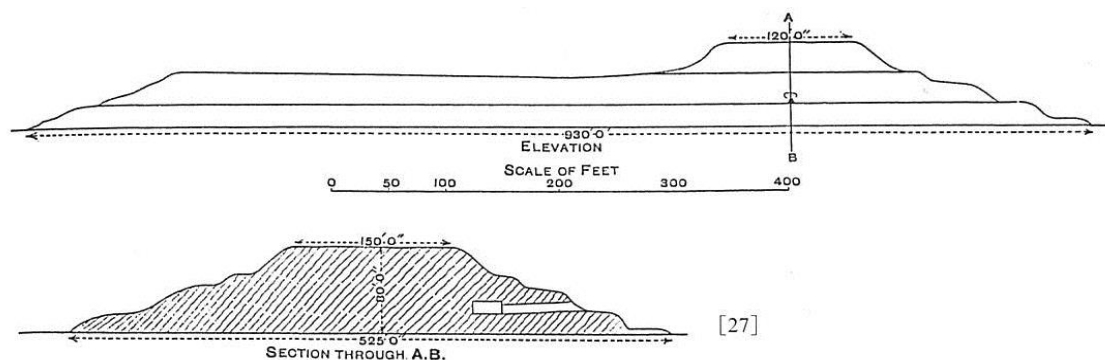 A
120'0"
930'0'
ELEVATION
B
SCALE OF FEET
0 50 100 200 300 400
150'0"
80'0"
525'0"
SECTION THROUGH A.B.
[27]